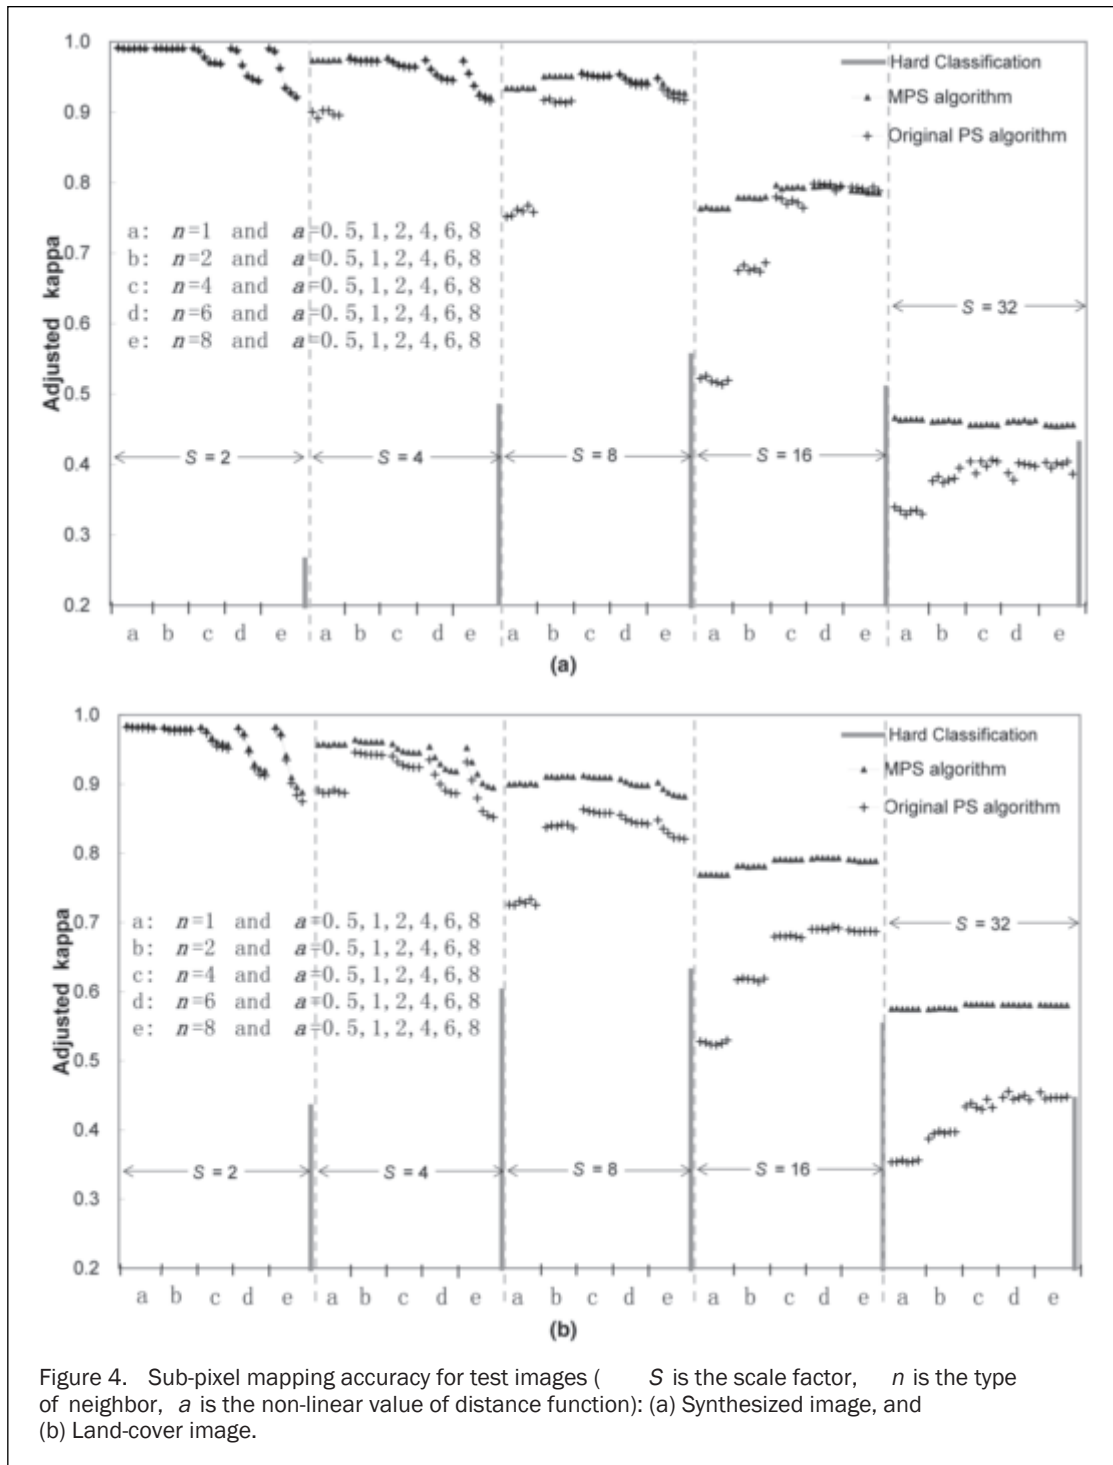 1.0
0.9
0.8
0.7
0.6
0.5
0.4
0.3
0.2
Adjusted kappa
Hard Classification
MPS algorithm
Original PS algorithm
a: n=1 and a=0.5, 1, 2, 4, 6, 8
b: n=2 and a=0.5, 1, 2, 4, 6, 8
c: n=4 and a=0.5, 1, 2, 4, 6, 8
d: n=6 and a=0.5, 1, 2, 4, 6, 8
e: n=8 and a=0.5, 1, 2, 4, 6, 8
S = 32
S = 2 S = 4 S = 8 S = 16
a b c d e a b c d e a b c d e a b c d e a b c d e
(a)
1.0
0.9
0.8
0.7
0.6
0.5
0.4
0.3
0.2
Adjusted kappa
Hard Classification
MPS algorithm
Original PS algorithm
a: n=1 and a=0.5, 1, 2, 4, 6, 8
b: n=2 and a=0.5, 1, 2, 4, 6, 8
c: n=4 and a=0.5, 1, 2, 4, 6, 8
d: n=6 and a=0.5, 1, 2, 4, 6, 8
e: n=8 and a=0.5, 1, 2, 4, 6, 8
S = 32
S = 2 S = 4 S = 8 S = 16
a b c d e a b c d e a b c d e a b c d e a b c d e
(b)
Figure 4. Sub-pixel mapping accuracy for test images ( S is the scale factor, n is the type
of neighbor, a is the non-linear value of distance function): (a) Synthesized image, and
(b) Land-cover image.